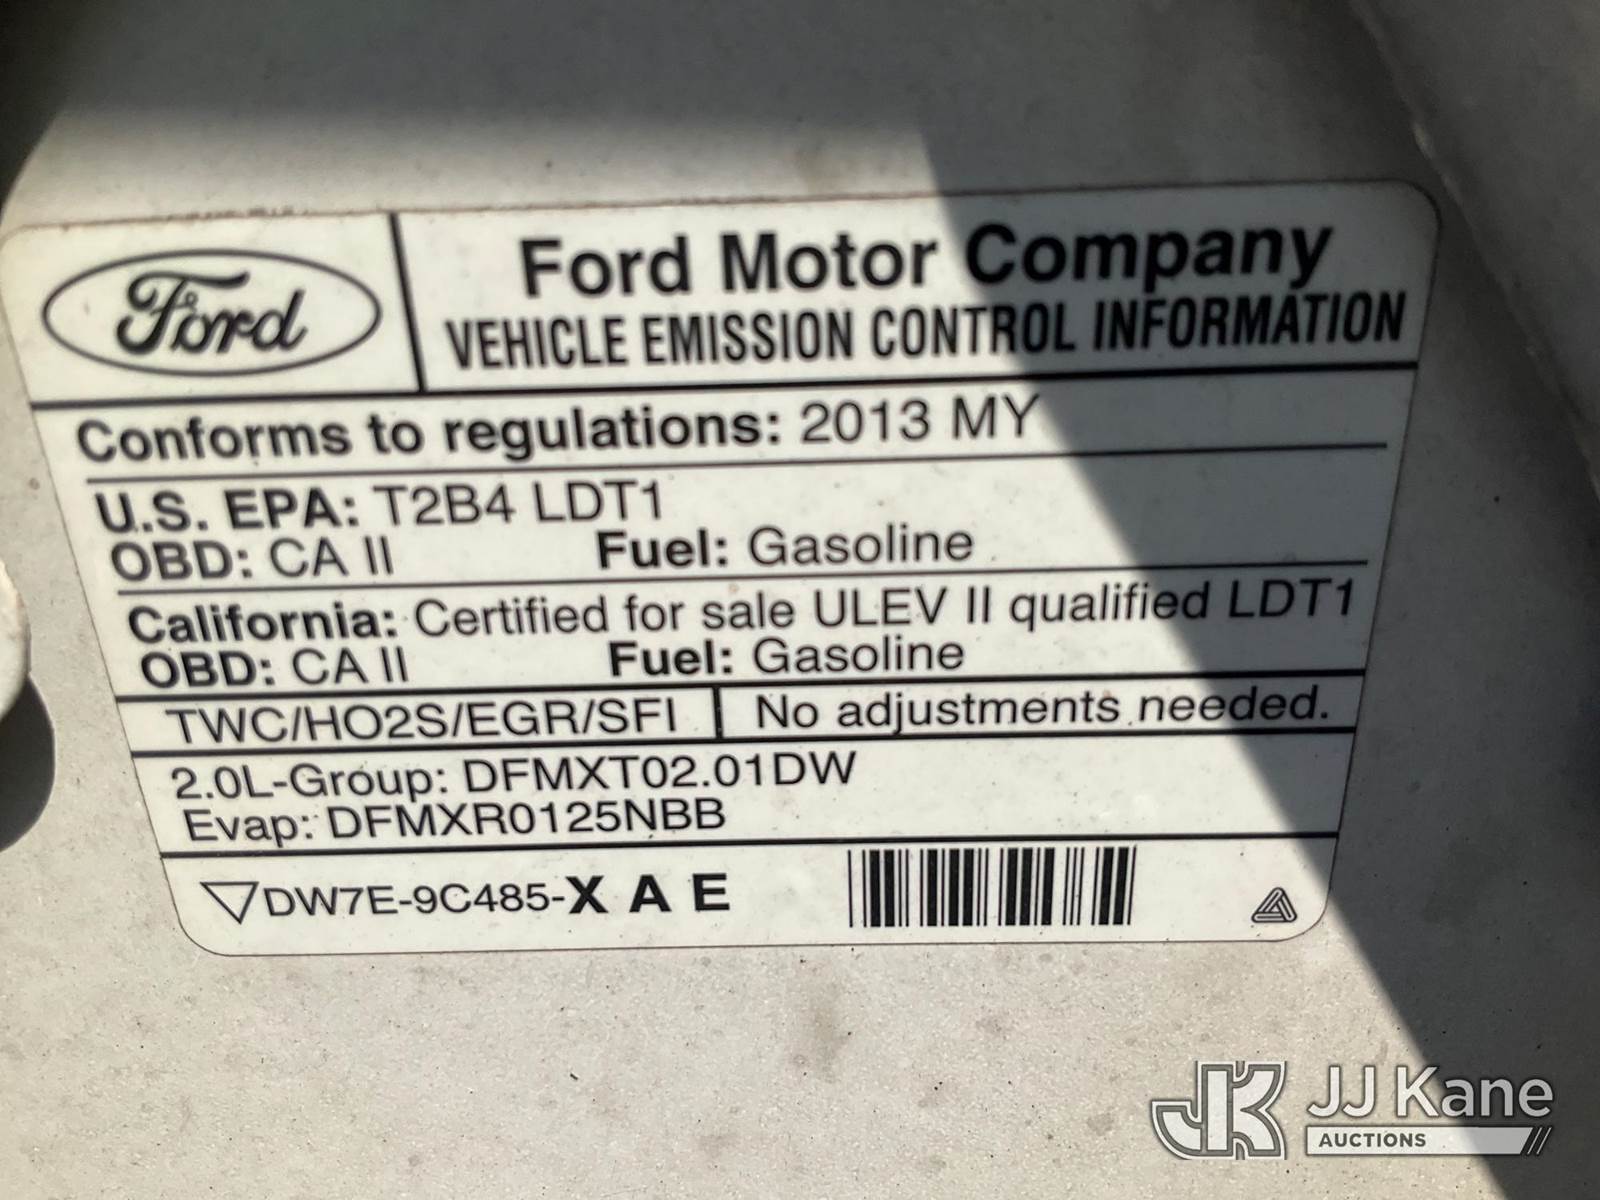 Ford
Ford Motor Company
VEHICLE EMISSION CONTROL INFORMATION
Conforms to regulations: 2013 MY
U.S. EPA: T2B4 LDT1
OBD: CA II Fuel: Gasoline
California: Certified for sale ULEV II qualified LDT1
OBD: CA II Fuel: Gasoline
TWC/HO2S/EGR/SFI No adjustments needed.
2.0L-Group: DFMXT02.01DW
Evap: DFMXR0125NBB
DW7E-9C485-X A E
JK JJ Kane
AUCTIONS